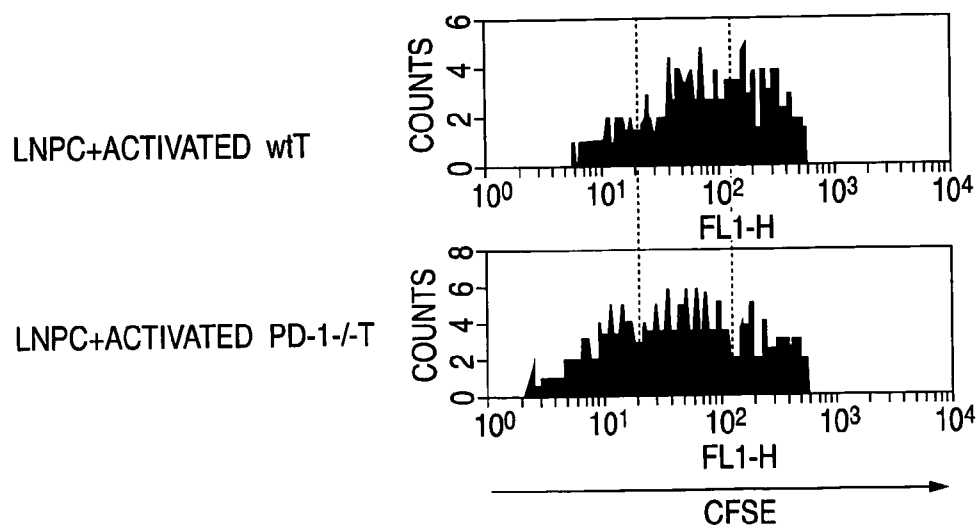 6
4
2
0
COUNTS
LNPC+ACTIVATED wtT
10⁰ 10¹ 10² 10³ 10⁴
FL1-H
8
6
4
2
0
COUNTS
LNPC+ACTIVATED PD-1-/-T
10⁰ 10¹ 10² 10³ 10⁴
FL1-H
CFSE